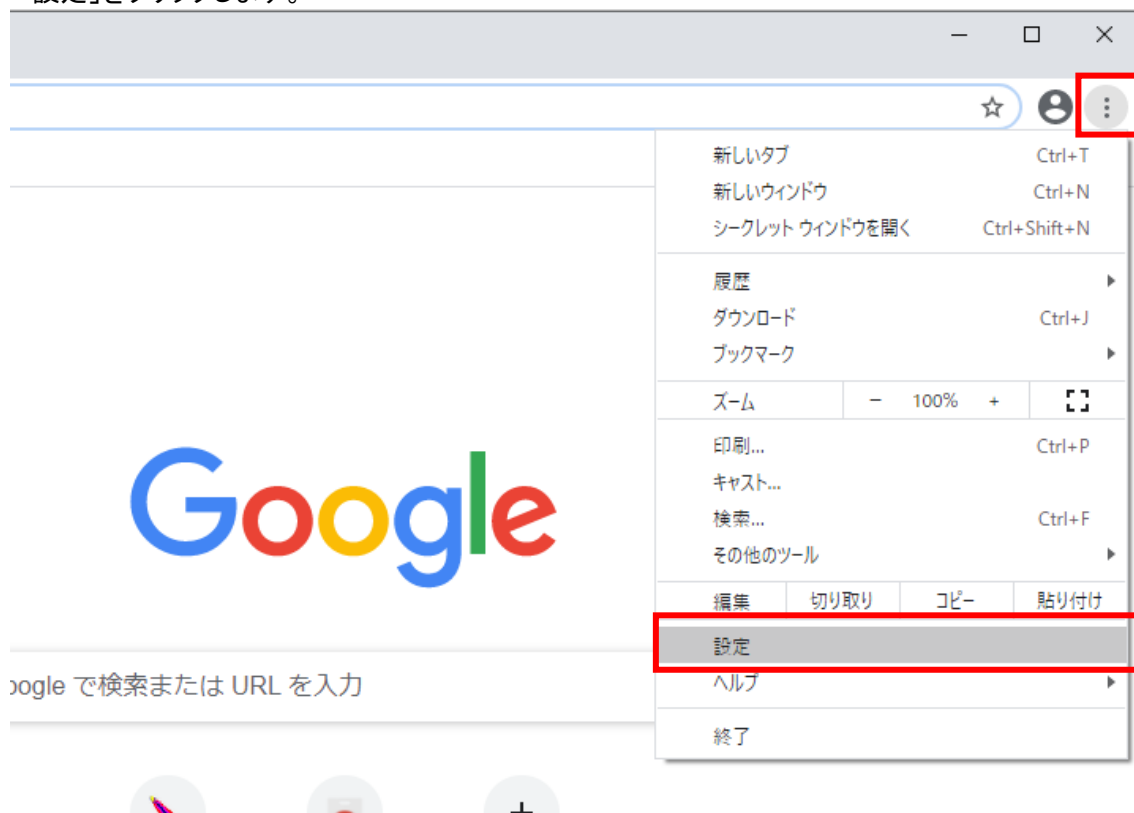 設定」をクリックします。
新しいタブ Ctrl+T
新しいウィンドウ Ctrl+N
シークレット ウィンドウを開く Ctrl+Shift+N
履歴
ダウンロード Ctrl+J
ブックマーク
ズーム − 100% +
印刷... Ctrl+P
キャスト...
検索... Ctrl+F
その他のツール
編集 切り取り コピー 貼り付け
設定
ヘルプ
終了
Google
oogle で検索または URL を入力